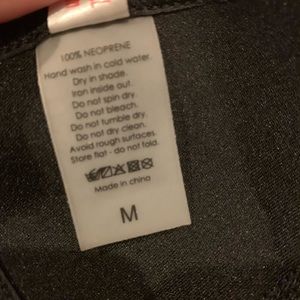 100% NEOPRENE
Hand wash in cold water.
Dry in shade.
Iron inside out.
Do not spin dry.
Do not bleach.
Do not tumble dry.
Do not dry clean.
Avoid rough surfaces.
Store flat - do not fold.
Made in china
M